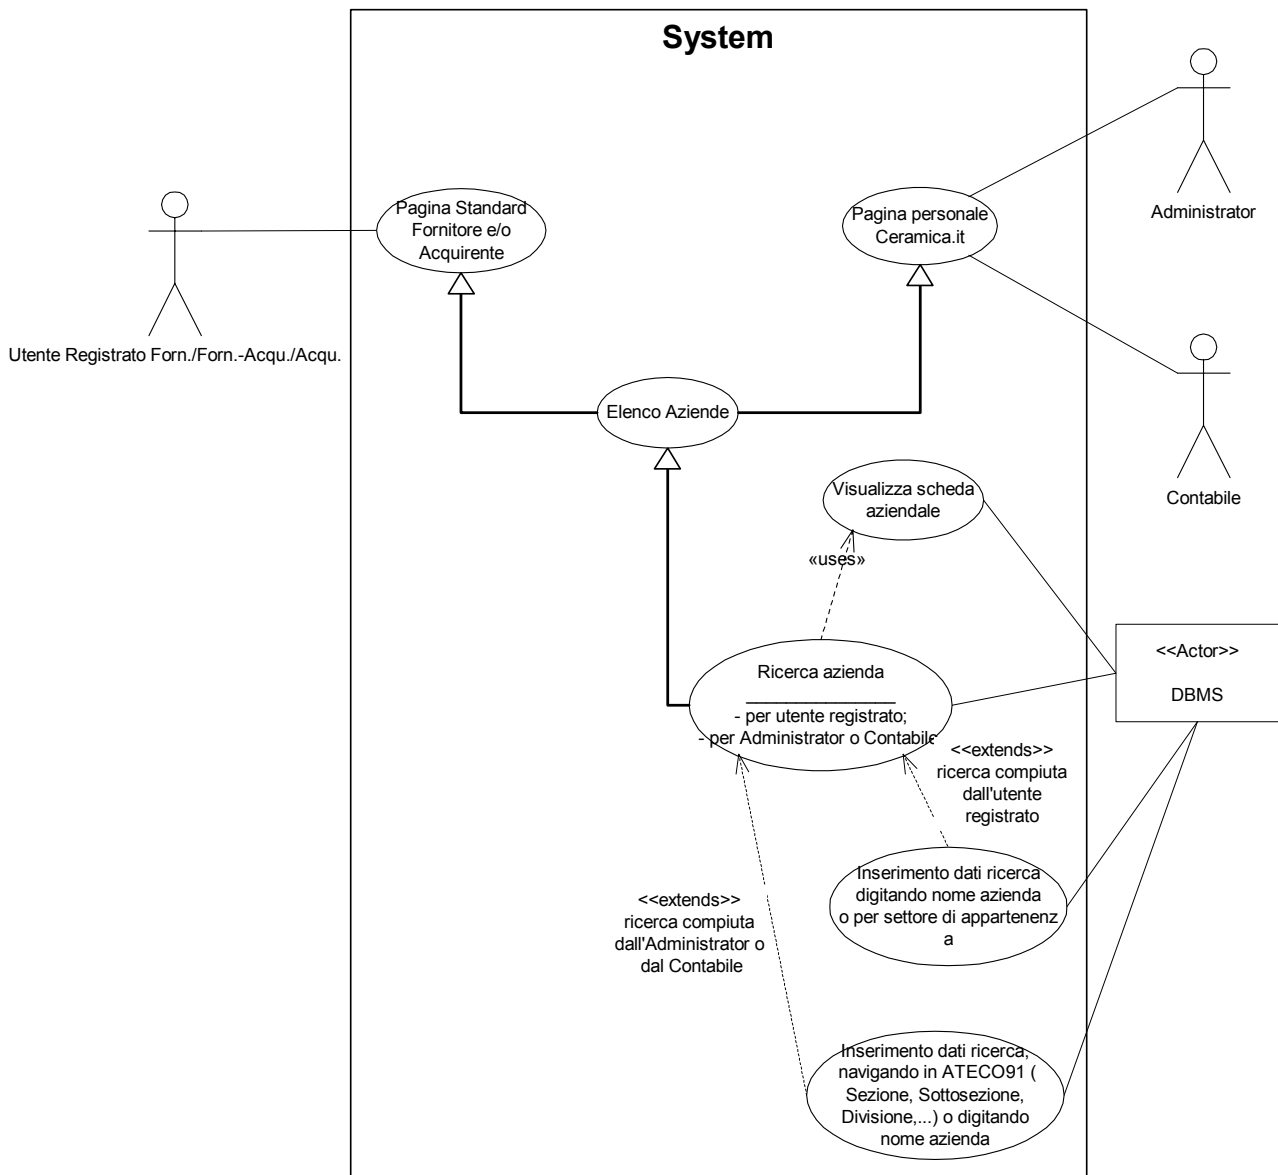 System
Pagina Standard
Fornitore e/o
Acquirente
Pagina personale
Ceramica.it
Administrator
Utente Registrato Forn./Forn.-Acqu./Acqu.
Elenco Aziende
Contabile
Visualizza scheda
aziendale
«uses»
<<Actor>>
DBMS
Ricerca azienda
- per utente registrato;
- per Administrator o Contabile
<<extends>>
ricerca compiuta
dall'utente
registrato
Inserimento dati ricerca
digitando nome azienda
o per settore di appartenenz
a
<<extends>>
ricerca compiuta
dall'Administrator o
dal Contabile
Inserimento dati ricerca,
navigando in ATECO91 (
Sezione, Sottosezione,
Divisione,...) o digitando
nome azienda